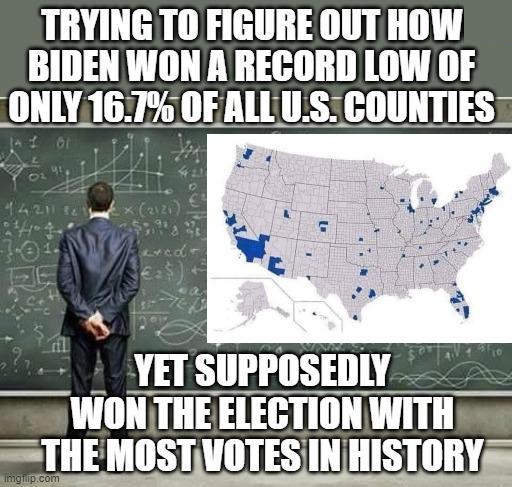 TRYING TO FIGURE OUT HOW
BIDEN WON A RECORD LOW OF
ONLY 16.7% OF ALL U.S. COUNTIES
YET SUPPOSEDLY
WON THE ELECTION WITH
THE MOST VOTES IN HISTORY
imgflip.com